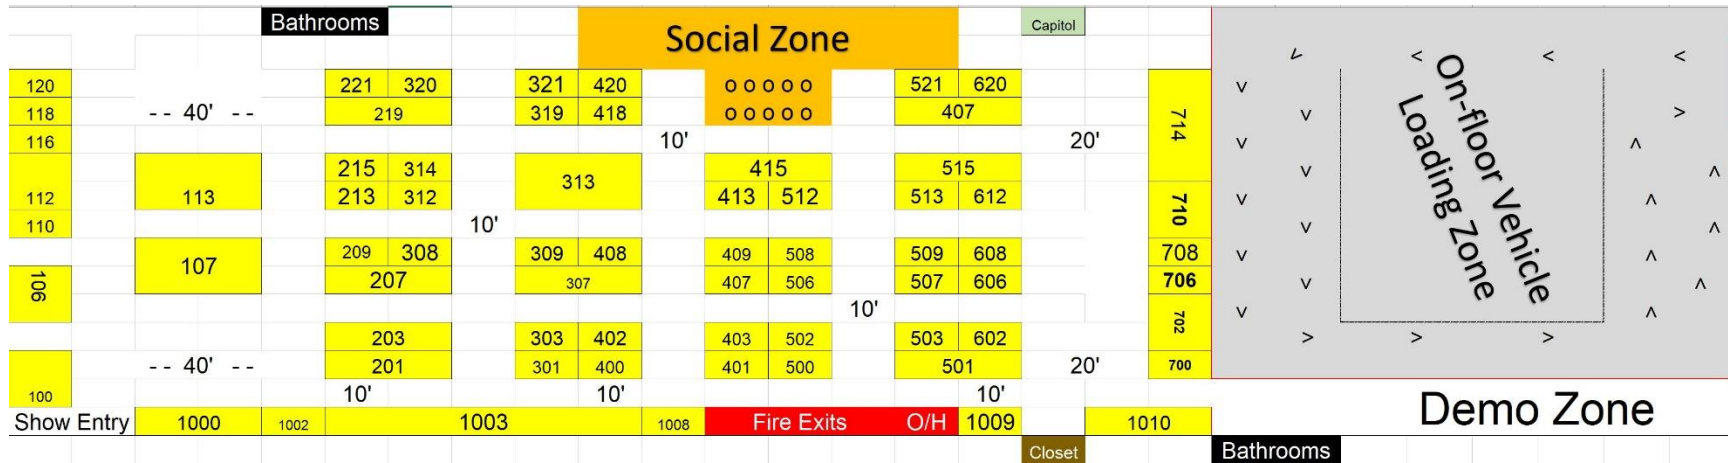 Bathrooms
Social Zone
Capitol
120 221 320 321 420 o o o o o 521 620
118 -- 40' -- 219 319 418 o o o o o 407 714
116 10' 20'
215 314 313 415 515
112 113 213 312 413 512 513 612 710
110 10'
107 209 308 309 408 409 508 509 608 708
106 207 307 407 506 507 606 706
10' 702
203 303 402 403 502 503 602
-- 40' -- 201 301 400 401 500 501 20' 700
100 10' 10' 10'
Show Entry 1000 1002 1003 1008 Fire Exits O/H 1009 1010
Closet Bathrooms
On-floor Vehicle
Loading Zone
Demo Zone